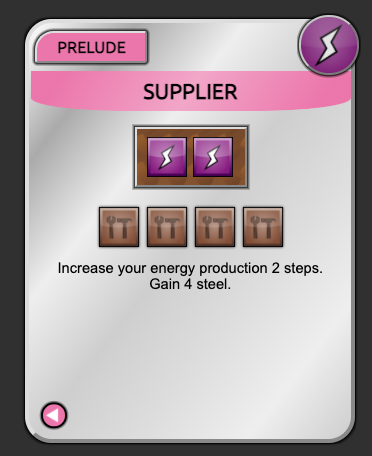 PRELUDE
SUPPLIER
Increase your energy production 2 steps.
Gain 4 steel.